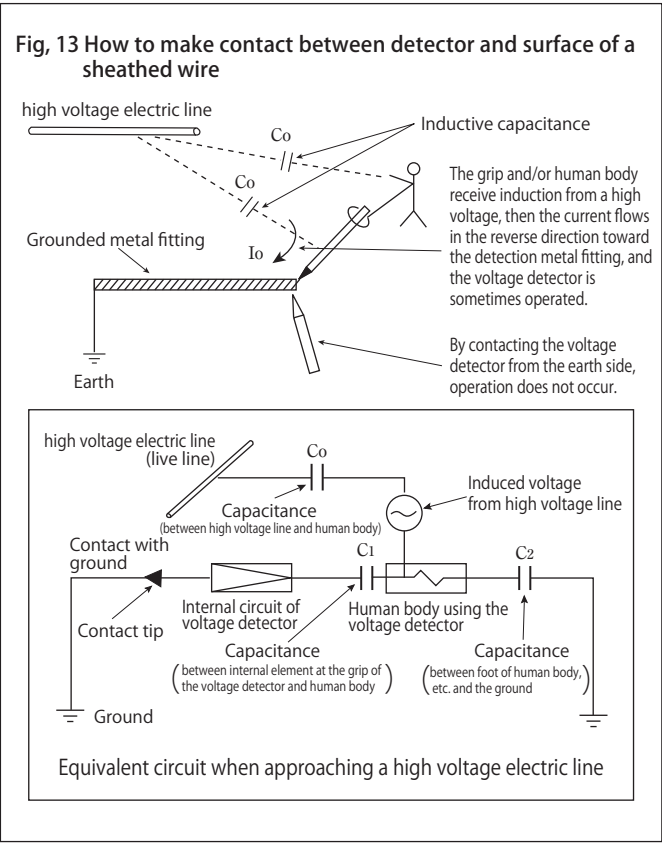 Fig, 13 How to make contact between detector and surface of a
sheathed wire
high voltage electric line
Co
Inductive capacitance
Co
The grip and/or human body
receive induction from a high
voltage, then the current flows
in the reverse direction toward
the detection metal fitting, and
the voltage detector is
sometimes operated.
Grounded metal fitting
Io
By contacting the voltage
detector from the earth side,
operation does not occur.
Earth
high voltage electric line
(live line)
Co
Induced voltage
from high voltage line
Capacitance
(between high voltage line and human body)
Contact with
ground
C1
C2
Contact tip
Internal circuit of
voltage detector
Human body using the
voltage detector
Capacitance
(between internal element at the grip of
the voltage detector and human body)
Capacitance
(between foot of human body,
etc. and the ground)
Ground
Equivalent circuit when approaching a high voltage electric line